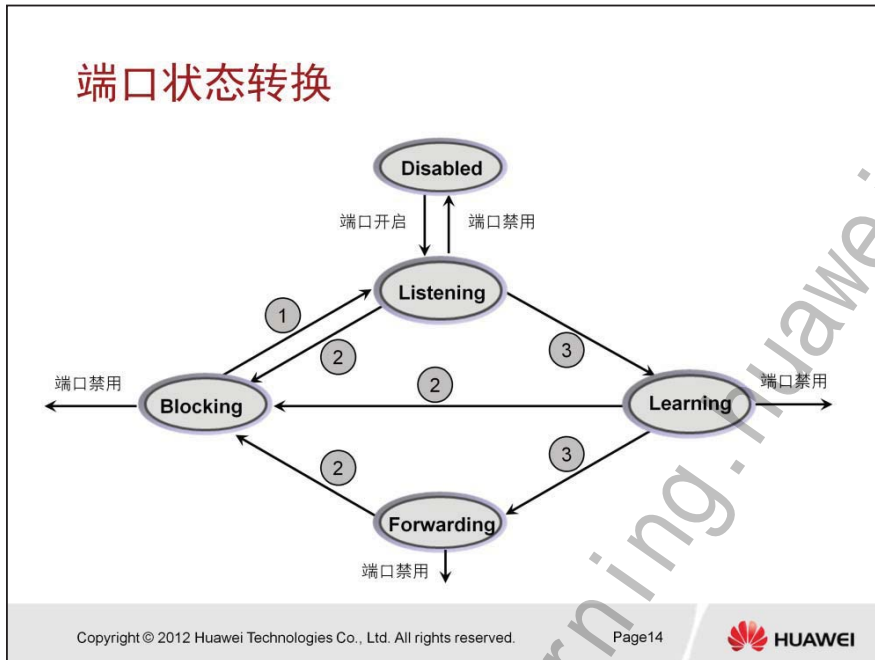 端口状态转换
Disabled
端口开启
端口禁用
Listening
1
2
3
端口禁用
Blocking
2
Learning
端口禁用
2
3
Forwarding
端口禁用
Copyright © 2012 Huawei Technologies Co., Ltd. All rights reserved.
Page14
HUAWEI
rning.huawe